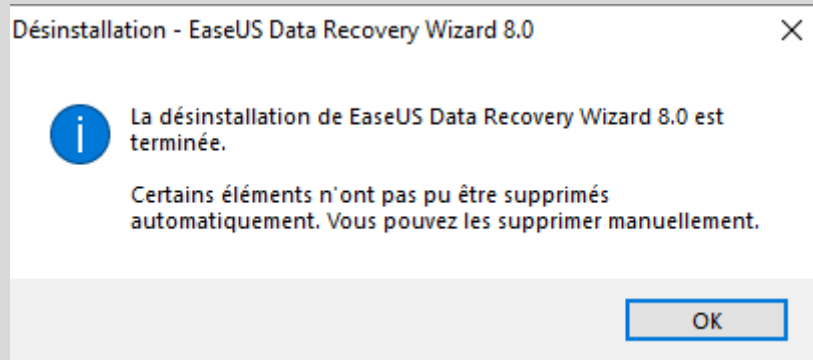 Désinstallation - EaseUS Data Recovery Wizard 8.0
La désinstallation de EaseUS Data Recovery Wizard 8.0 est
terminée.
Certains éléments n'ont pas pu être supprimés
automatiquement. Vous pouvez les supprimer manuellement.
OK